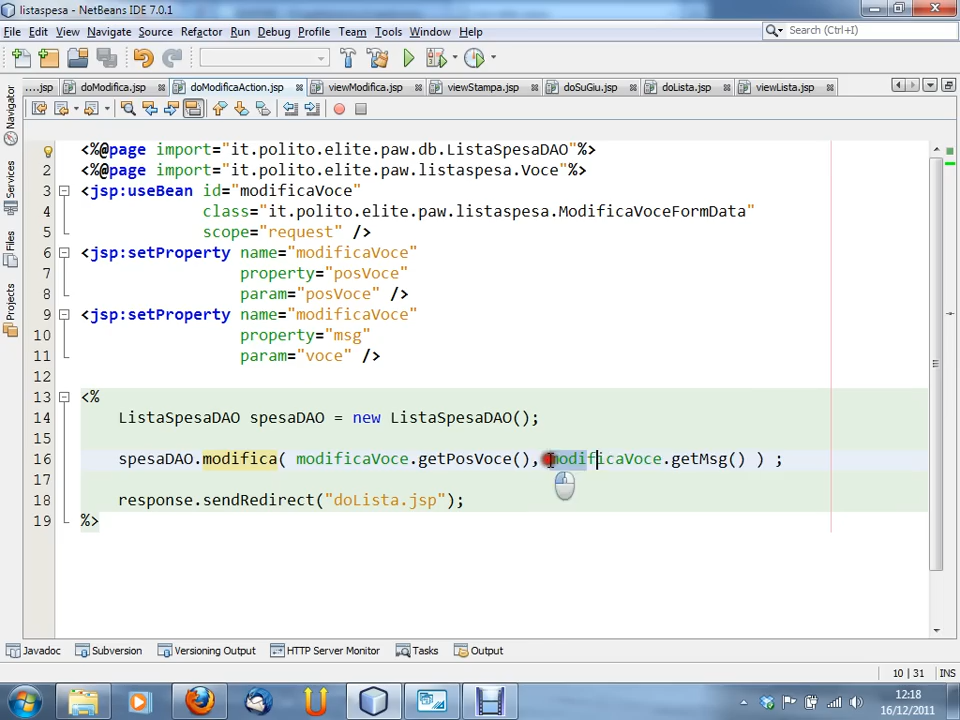 listaspesa - NetBeans IDE 7.0.1
File Edit View Navigate Source Refactor Run Debug Profile Team Tools Window Help
Search (Ctrl+I)
....jsp doModifica.jsp doModificaAction.jsp viewModifica.jsp viewStampa.jsp doSuGiu.jsp doLista.jsp viewLista.jsp
Navigator
Services
Files
Projects
<%@page import="it.polito.elite.paw.db.ListaSpesaDAO"%>
2 <%@page import="it.polito.elite.paw.listaspesa.Voce"%>
3 <jsp:useBean id="modificaVoce"
4 class="it.polito.elite.paw.listaspesa.ModificaVoceFormData"
5 scope="request" />
6 <jsp:setProperty name="modificaVoce"
7 property="posVoce"
8 param="posVoce" />
9 <jsp:setProperty name="modificaVoce"
10 property="msg"
11 param="voce" />
12
13 <%
14 ListaSpesaDAO spesaDAO = new ListaSpesaDAO();
15
16 spesaDAO.modifica( modificaVoce.getPosVoce(), modificaVoce.getMsg() ) ;
17
18 response.sendRedirect("doLista.jsp");
19 %>
Javadoc Subversion Versioning Output HTTP Server Monitor Tasks Output
10 | 31 INS
12:18
16/12/2011